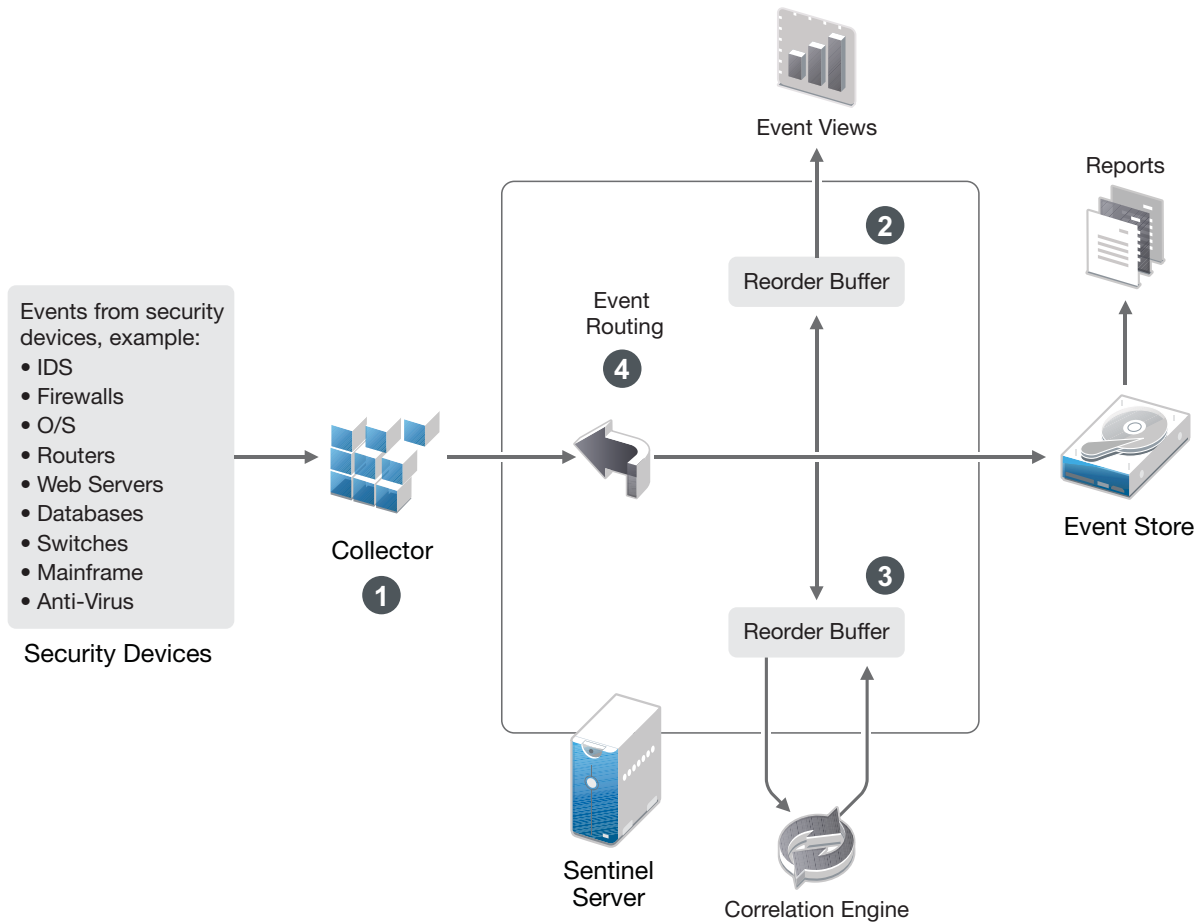 Event Views
Reports
2
Reorder Buffer
Event
Routing
4
Events from security
devices, example:
• IDS
• Firewalls
• O/S
• Routers
• Web Servers
• Databases
• Switches
• Mainframe
• Anti-Virus
Security Devices
Collector
1
Event Store
3
Reorder Buffer
Sentinel
Server
Correlation Engine